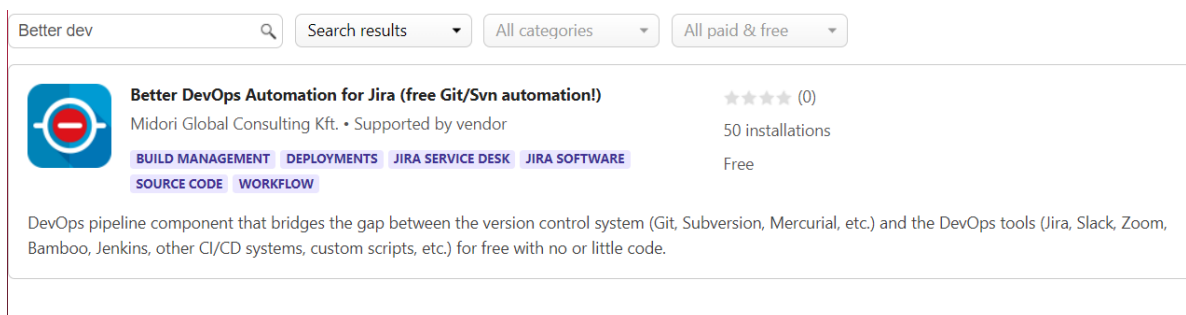 Better dev Search results All categories All paid & free
Better DevOps Automation for Jira (free Git/Svn automation!) (0)
Midori Global Consulting Kft. • Supported by vendor 50 installations
BUILD MANAGEMENT DEPLOYMENTS JIRA SERVICE DESK JIRA SOFTWARE Free
SOURCE CODE WORKFLOW
DevOps pipeline component that bridges the gap between the version control system (Git, Subversion, Mercurial, etc.) and the DevOps tools (Jira, Slack, Zoom,
Bamboo, Jenkins, other CI/CD systems, custom scripts, etc.) for free with no or little code.